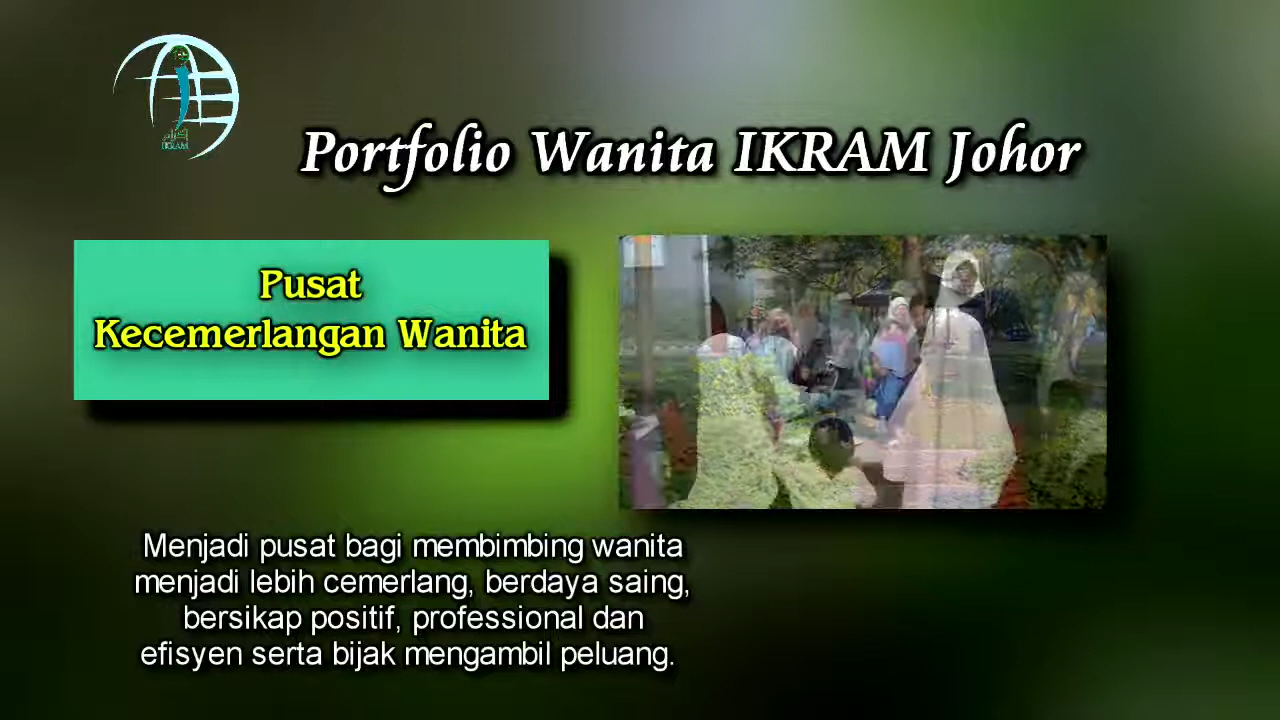 IKRAM
Portfolio Wanita IKRAM Johor
Pusat
Kecemerlangan Wanita
Menjadi pusat bagi membimbing wanita
menjadi lebih cemerlang, berdaya saing,
bersikap positif, professional dan
efisyen serta bijak mengambil peluang.